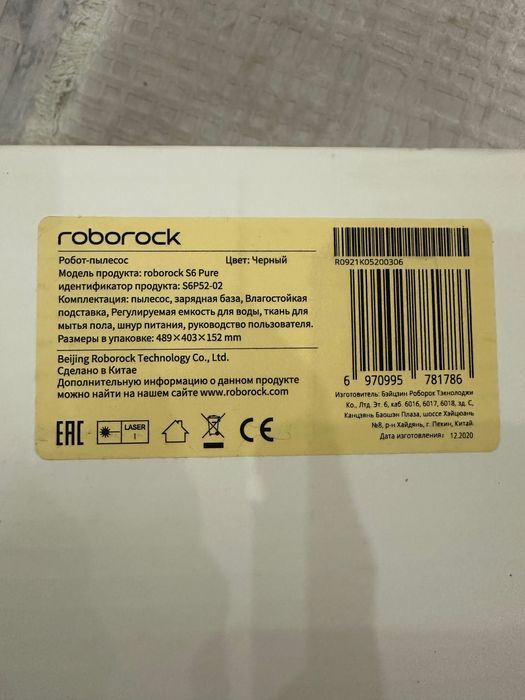 roborock
Робот-пылесос Цвет: Черный
Модель продукта: roborock S6 Pure
идентификатор продукта: S6P52-02
Комплектация: пылесос, зарядная база, Влагостойкая
подставка, Регулируемая емкость для воды, ткань для
мытья пола, шнур питания, руководство пользователя.
Размеры в упаковке: 489×403×152 mm
Beijing Roborock Technology Co., Ltd.
Сделано в Китае
Дополнительную информацию о данном продукте
можно найти на нашем сайте www.roborock.com
EAC LASER 1 CE
R0921K05200306
6 970995 781786
Изготовитель: Бэйцзин Роборок Тэкнолоджи
Ко., Лтд. Эт. 6, каб. 6016, 6017, 6018, зд. C,
Канцзянь Баошэн Плаза, шоссе Хэйцюань
№8, р-н Хайдянь, г. Пекин, Китай
Дата изготовления: 12.2020